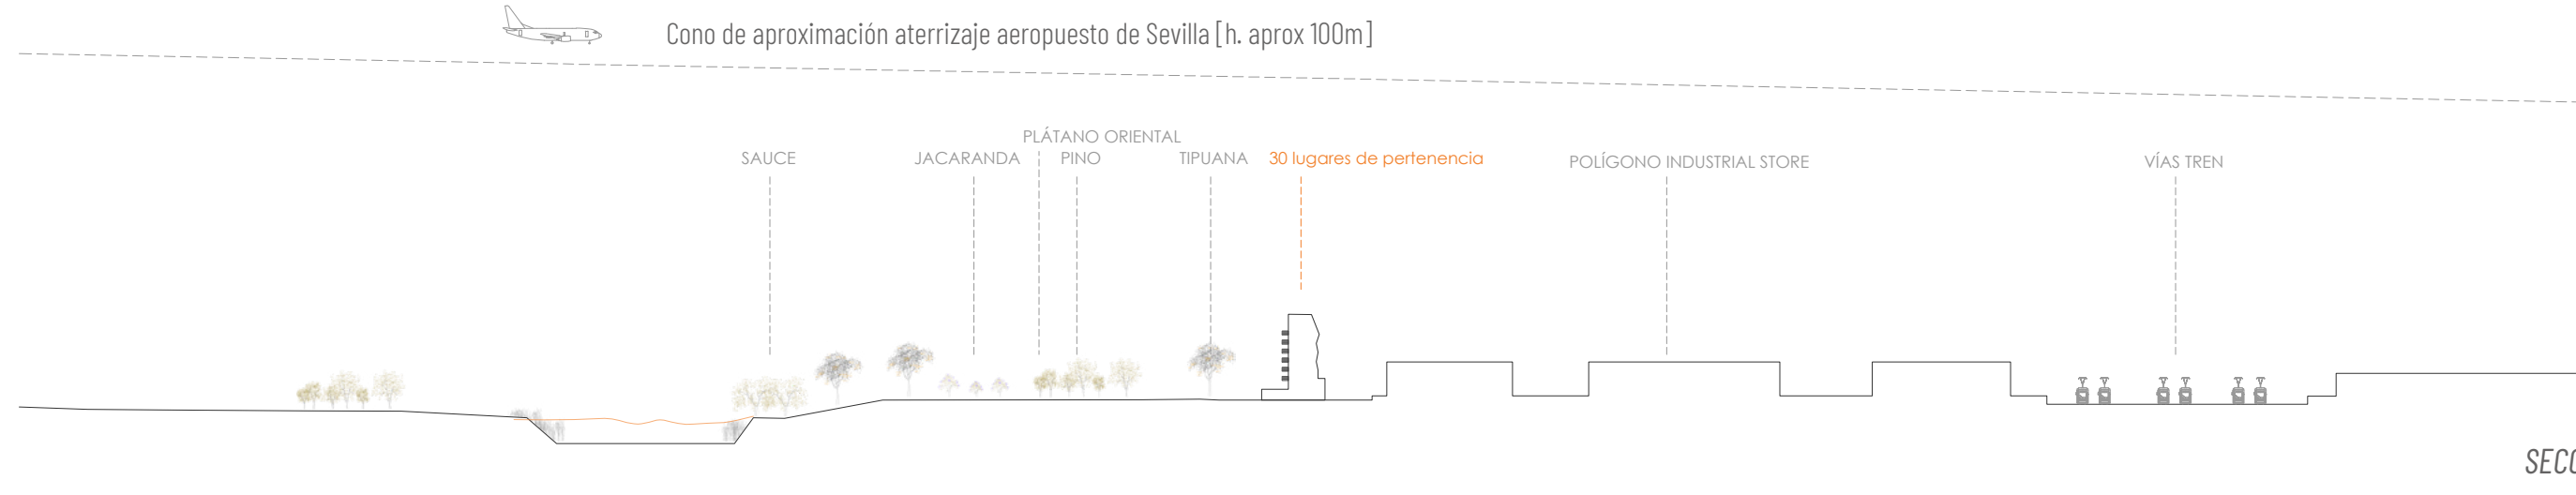 Cono de aproximación aterrizaje aeropuesto de Sevilla [h. aprox 100m]
PLÁTANO ORIENTAL
SAUCE JACARANDA PINO TIPUANA 30 lugares de pertenencia POLÍGONO INDUSTRIAL STORE VÍAS TREN